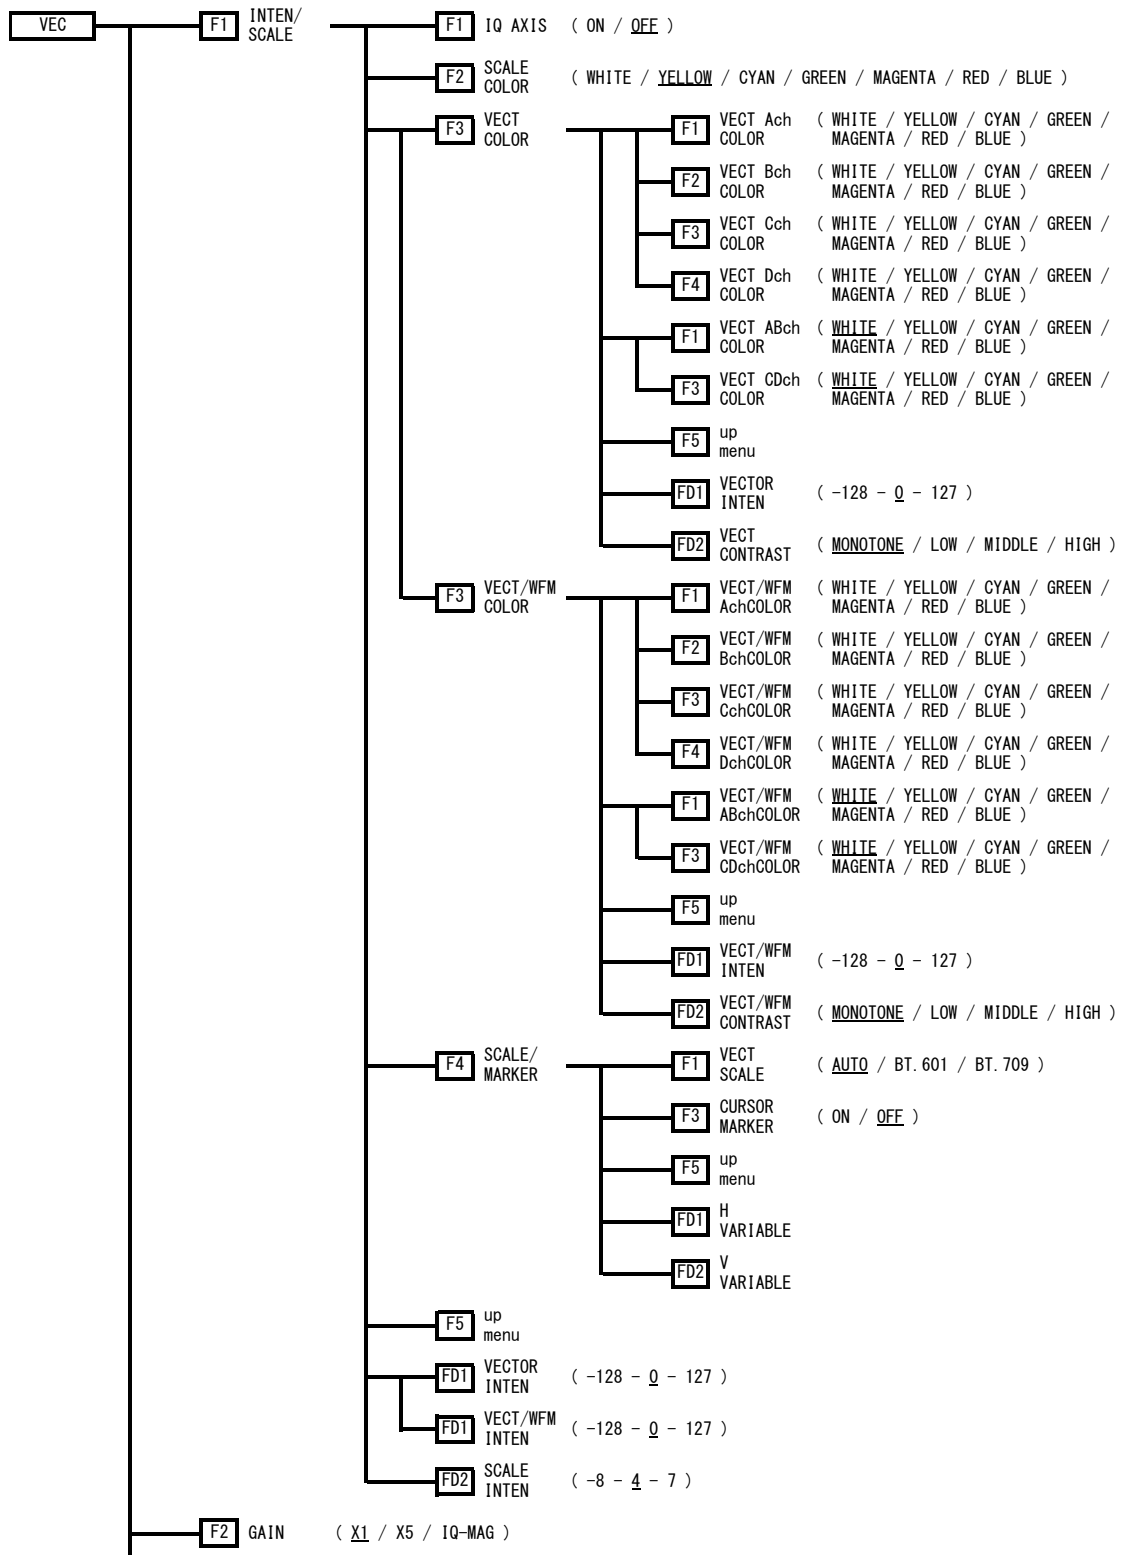 VEC F1 INTEN/ SCALE F1 IQ AXIS ( ON / OFF )
F2 SCALE COLOR ( WHITE / YELLOW / CYAN / GREEN / MAGENTA / RED / BLUE )
F3 VECT COLOR F1 VECT Ach COLOR ( WHITE / YELLOW / CYAN / GREEN / MAGENTA / RED / BLUE )
F2 VECT Bch COLOR ( WHITE / YELLOW / CYAN / GREEN / MAGENTA / RED / BLUE )
F3 VECT Cch COLOR ( WHITE / YELLOW / CYAN / GREEN / MAGENTA / RED / BLUE )
F4 VECT Dch COLOR ( WHITE / YELLOW / CYAN / GREEN / MAGENTA / RED / BLUE )
F1 VECT ABch COLOR ( WHITE / YELLOW / CYAN / GREEN / MAGENTA / RED / BLUE )
F3 VECT CDch COLOR ( WHITE / YELLOW / CYAN / GREEN / MAGENTA / RED / BLUE )
F5 up menu
FD1 VECTOR INTEN ( -128 - 0 - 127 )
FD2 VECT CONTRAST ( MONOTONE / LOW / MIDDLE / HIGH )
F3 VECT/WFM COLOR F1 VECT/WFM AchCOLOR ( WHITE / YELLOW / CYAN / GREEN / MAGENTA / RED / BLUE )
F2 VECT/WFM BchCOLOR ( WHITE / YELLOW / CYAN / GREEN / MAGENTA / RED / BLUE )
F3 VECT/WFM CchCOLOR ( WHITE / YELLOW / CYAN / GREEN / MAGENTA / RED / BLUE )
F4 VECT/WFM DchCOLOR ( WHITE / YELLOW / CYAN / GREEN / MAGENTA / RED / BLUE )
F1 VECT/WFM ABchCOLOR ( WHITE / YELLOW / CYAN / GREEN / MAGENTA / RED / BLUE )
F3 VECT/WFM CDchCOLOR ( WHITE / YELLOW / CYAN / GREEN / MAGENTA / RED / BLUE )
F5 up menu
FD1 VECT/WFM INTEN ( -128 - 0 - 127 )
FD2 VECT/WFM CONTRAST ( MONOTONE / LOW / MIDDLE / HIGH )
F4 SCALE/ MARKER F1 VECT SCALE ( AUTO / BT.601 / BT.709 )
F3 CURSOR MARKER ( ON / OFF )
F5 up menu
FD1 H VARIABLE
FD2 V VARIABLE
F5 up menu
FD1 VECTOR INTEN ( -128 - 0 - 127 )
FD1 VECT/WFM INTEN ( -128 - 0 - 127 )
FD2 SCALE INTEN ( -8 - 4 - 7 )
F2 GAIN ( X1 / X5 / IQ-MAG )